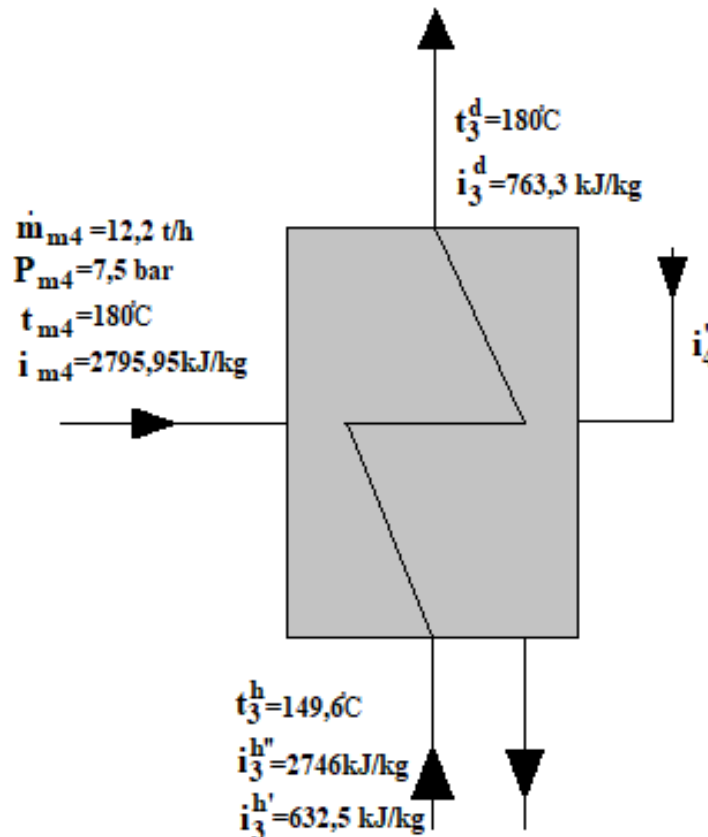 t₃ᵈ=180℃
i₃ᵈ=763,3 kJ/kg
ṁₘ₄ =12,2 t/h
Pₘ₄=7,5 bar
tₘ₄=180℃
iₘ₄=2795,95kJ/kg
t₃ʰ=149,6℃
i₃ʰ"=2746kJ/kg
i₃ʰ'=632,5 kJ/kg